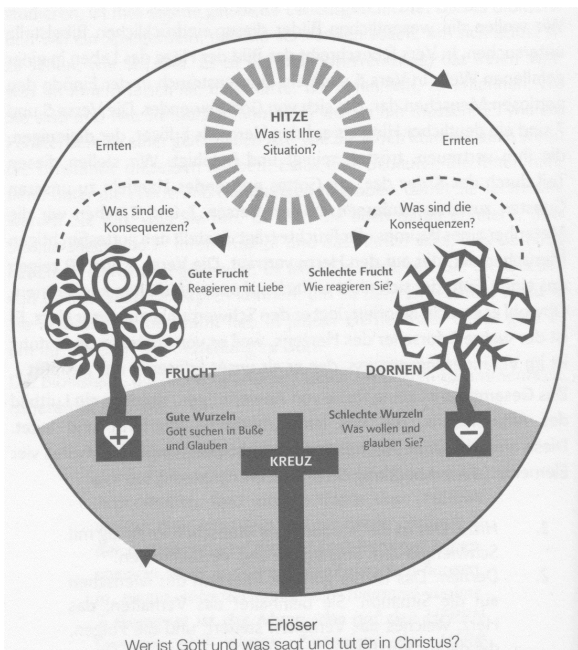 HITZE
Was ist Ihre
Situation?
Ernten
Ernten
Was sind die
Konsequenzen?
Was sind die
Konsequenzen?
Gute Frucht
Reagieren mit Liebe
Schlechte Frucht
Wie reagieren Sie?
FRUCHT
DORNEN
Gute Wurzeln
Gott suchen in Buße
und Glauben
Schlechte Wurzeln
Was wollen und
glauben Sie?
KREUZ
Erlöser
Wer ist Gott und was sagt und tut er in Christus?